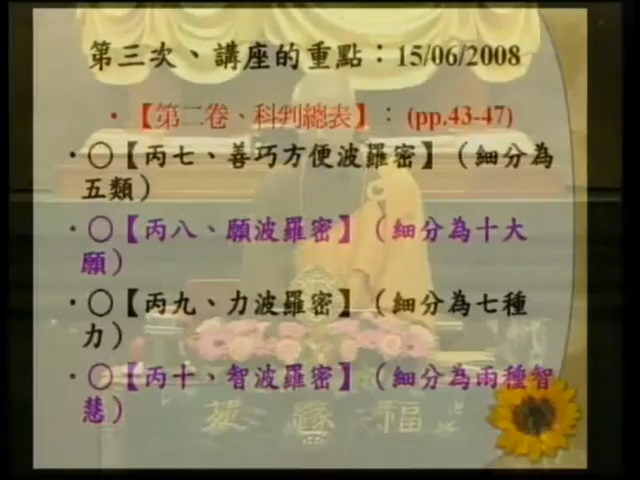 第三次、講座的重點：15/06/2008
·【第二卷、科判總表】：(pp.43-47)
·○【丙七、善巧方便波羅密】（細分為
五類）
·○【丙八、願波羅密】（細分為十大
願）
·○【丙九、力波羅密】（細分為七種
力）
·○【丙十、智波羅密】（細分為兩種智
慧）
福